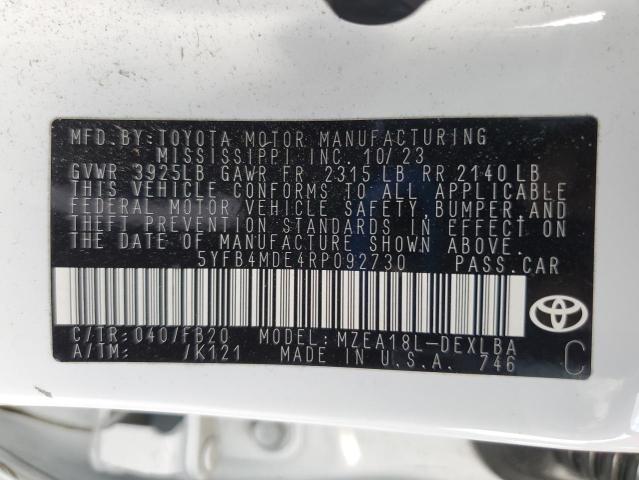 MFD.BY:TOYOTA MOTOR MANUFACTURING
MISSISSIPPI INC. 10/23
GVWR 3925LB GAWR FR 2315 LB RR 2140 LB
THIS VEHICLE CONFORMS TO ALL APPLICABLE
FEDERAL MOTOR VEHICLE SAFETY,BUMPER,AND
THEFT PREVENTION STANDARDS IN EFFECT ON
THE DATE OF MANUFACTURE SHOWN ABOVE.
5YFB4MDE4RP092730 PASS.CAR
C/TR:040/FB20 MODEL:MZEA18L-DEXLBA
A/TM: /K121 MADE IN U.S.A. 746
C